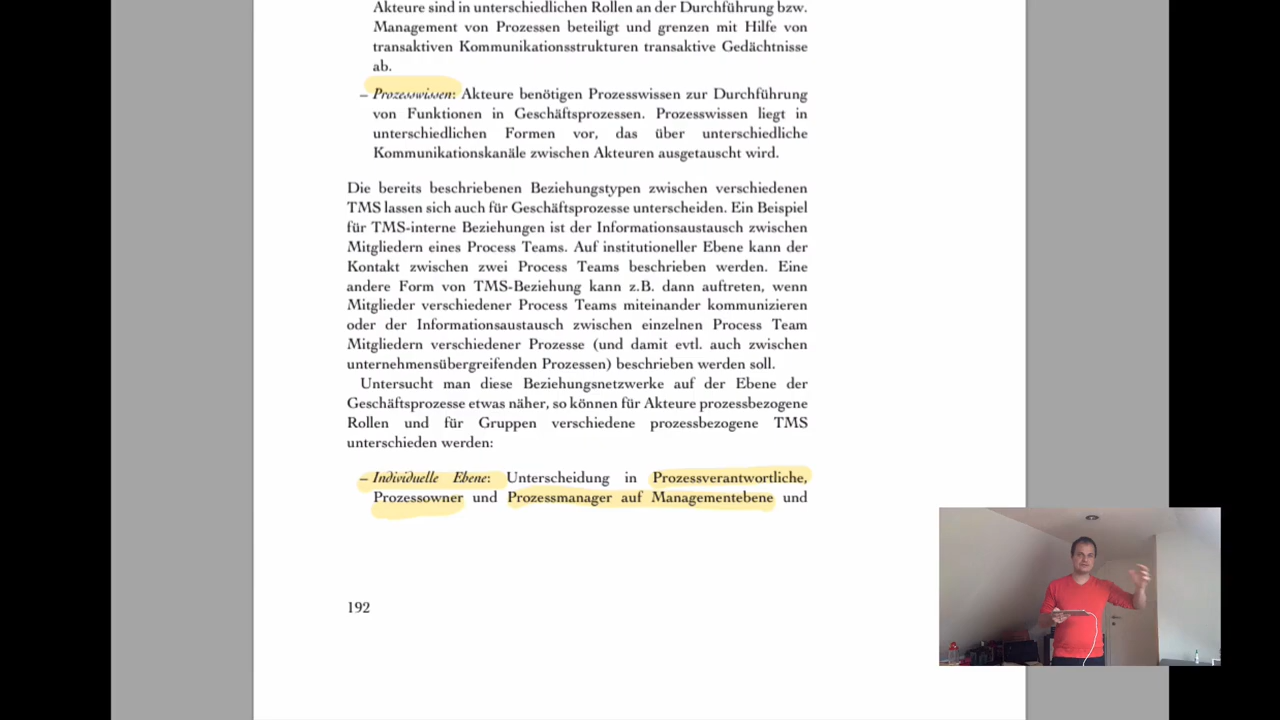 Akteure sind in unterschiedlichen Rollen an der Durchführung bzw.
Management von Prozessen beteiligt und grenzen mit Hilfe von
transaktiven Kommunikationsstrukturen transaktive Gedächtnisse
ab.
– Prozesswissen: Akteure benötigen Prozesswissen zur Durchführung
von Funktionen in Geschäftsprozessen. Prozesswissen liegt in
unterschiedlichen Formen vor, das über unterschiedliche
Kommunikationskanäle zwischen Akteuren ausgetauscht wird.
Die bereits beschriebenen Beziehungstypen zwischen verschiedenen
TMS lassen sich auch für Geschäftsprozesse unterscheiden. Ein Beispiel
für TMS-interne Beziehungen ist der Informationsaustausch zwischen
Mitgliedern eines Process Teams. Auf institutioneller Ebene kann der
Kontakt zwischen zwei Process Teams beschrieben werden. Eine
andere Form von TMS-Beziehung kann z.B. dann auftreten, wenn
Mitglieder verschiedener Process Teams miteinander kommunizieren
oder der Informationsaustausch zwischen einzelnen Process Team
Mitgliedern verschiedener Prozesse (und damit evtl. auch zwischen
unternehmensübergreifenden Prozessen) beschrieben werden soll.
Untersucht man diese Beziehungsnetzwerke auf der Ebene der
Geschäftsprozesse etwas näher, so können für Akteure prozessbezogene
Rollen und für Gruppen verschiedene prozessbezogene TMS
unterschieden werden:
– Individuelle Ebene: Unterscheidung in Prozessverantwortliche,
Prozessowner und Prozessmanager auf Managementebene und
192